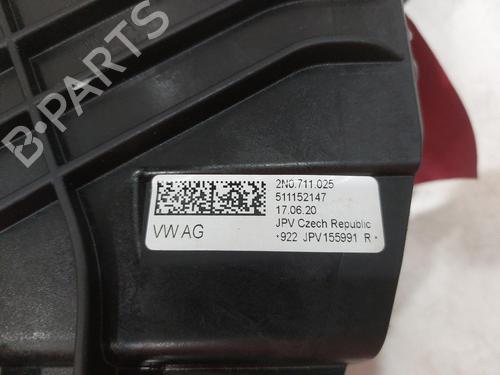 B-PARTS
2N0.711.025
511152147
17.06.20
JPV Czech Republic
VW AG
*922 JPV155991 R*